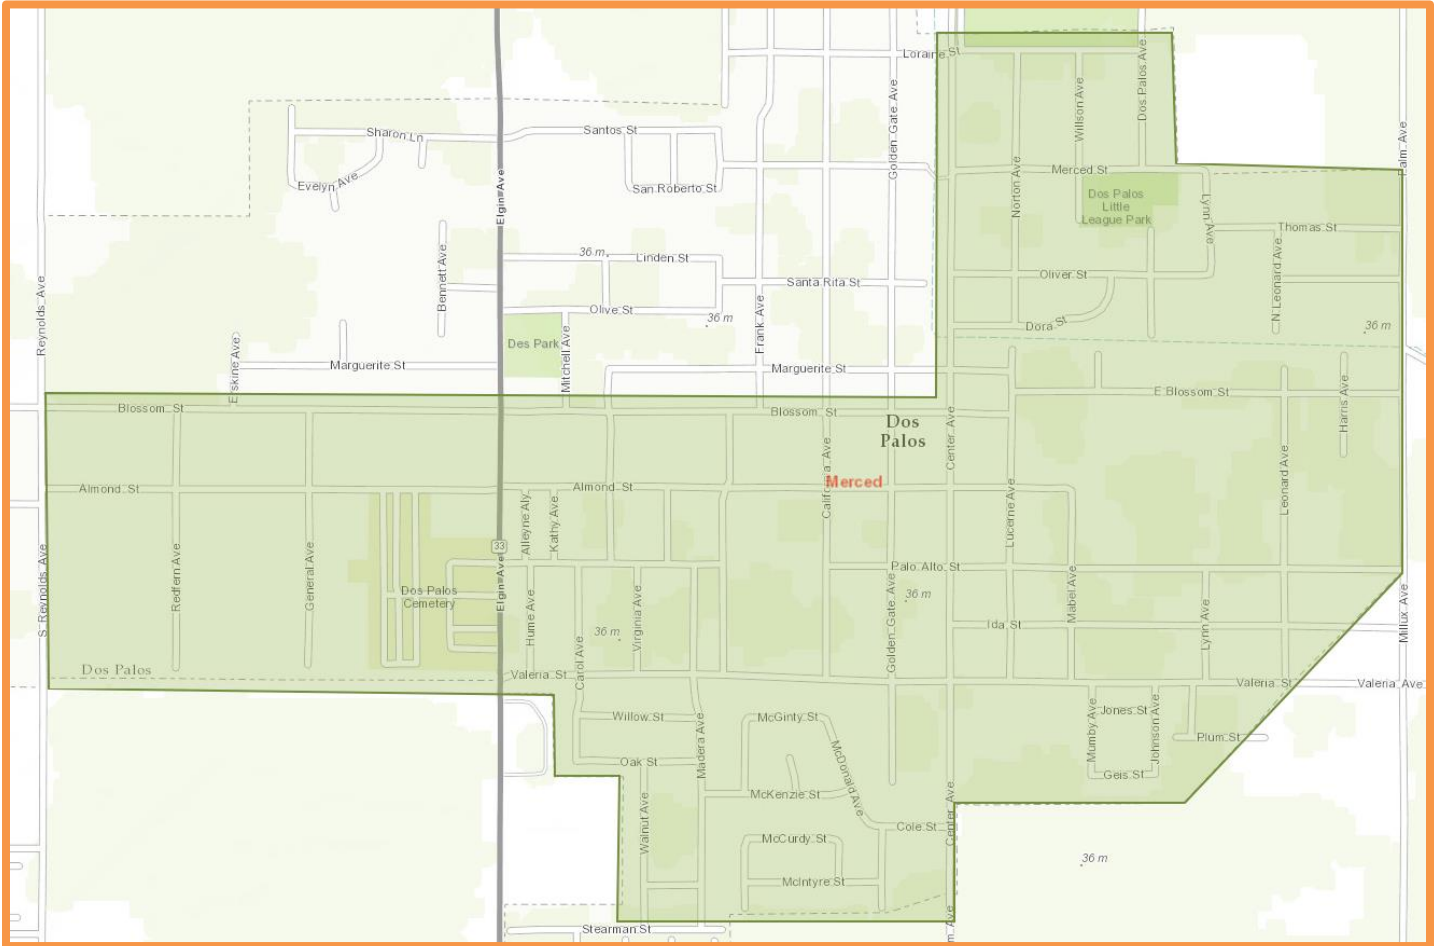 Loraine St
Dos Palos Ave
Willson Ave
Golden Gate Ave
Sharon Ln
Santos St
Evelyn Ave
San Roberto St
Elgin Ave
Norton Ave
Merced St
Dos Palos
Little
League Park
Lynn Ave
Thomas St
Bennett Ave
36 m
Linden St
Santa Rita St
Oliver St
N Leonard Ave
Reynolds Ave
Olive St
36 m
Frank Ave
Dora St
36 m
Des Park
Mitchell Ave
Erskine Ave
Marguerite St
Marguerite St
E Blossom St
Harris Ave
Blossom St
Blossom St
Dos
Palos
Center Ave
California Ave
Merced
Almond St
Almond St
Leonard Ave
Lucerne Ave
Alleyne Aly
Kathy Ave
33
S Reynolds Ave
Redfern Ave
General Ave
Dos Palos
Cemetery
Elgin Ave
Hume Ave
Virginia Ave
36 m
Carol Ave
Palo Alto St
36 m
Golden Gate Ave
Mabel Ave
Ida St
Lynn Ave
Millux Ave
Dos Palos
Valeria St
Valeria St
Valeria Ave
Willow St
McGinty St
Jones St
Mumby Ave
Johnson Ave
Plum St
Madera Ave
McDonald Ave
Oak St
Geis St
McKenzie St
Walnut Ave
Center Ave
Cole St
McCurdy St
36 m
McIntyre St
Stearman St